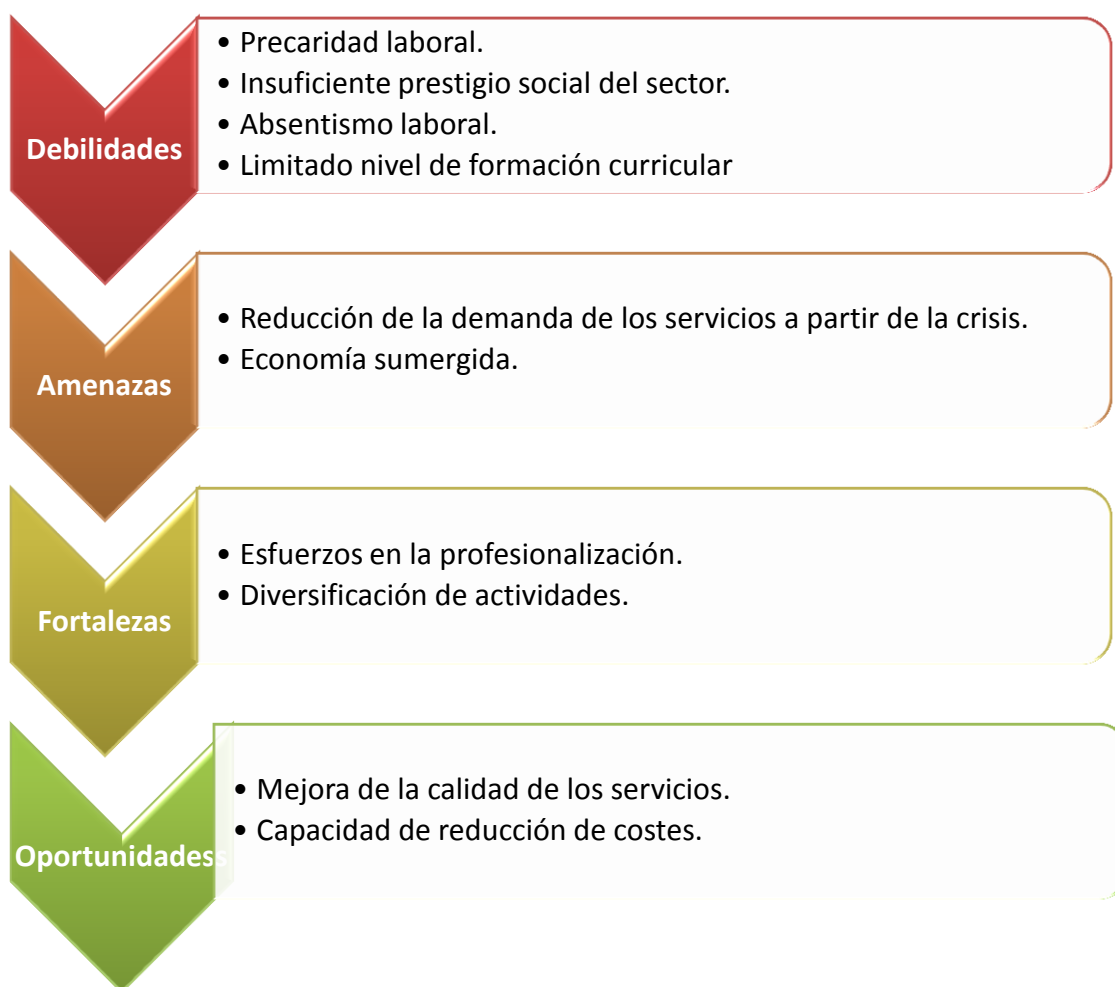 Debilidades
• Precaridad laboral.
• Insuficiente prestigio social del sector.
• Absentismo laboral.
• Limitado nivel de formación curricular
Amenazas
• Reducción de la demanda de los servicios a partir de la crisis.
• Economía sumergida.
Fortalezas
• Esfuerzos en la profesionalización.
• Diversificación de actividades.
Oportunidadess
• Mejora de la calidad de los servicios.
• Capacidad de reducción de costes.